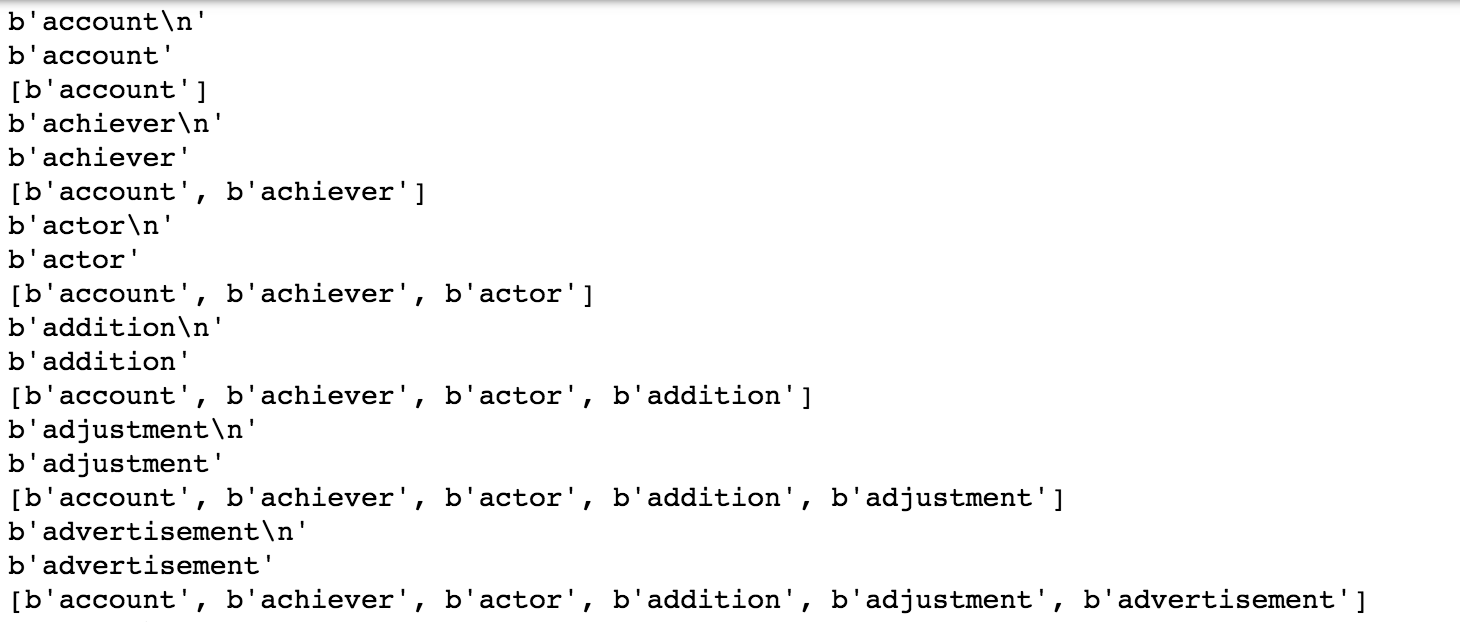 b'account\n'
b'account'
[b'account']
b'achiever\n'
b'achiever'
[b'account', b'achiever']
b'actor\n'
b'actor'
[b'account', b'achiever', b'actor']
b'addition\n'
b'addition'
[b'account', b'achiever', b'actor', b'addition']
b'adjustment\n'
b'adjustment'
[b'account', b'achiever', b'actor', b'addition', b'adjustment']
b'advertisement\n'
b'advertisement'
[b'account', b'achiever', b'actor', b'addition', b'adjustment', b'advertisement']